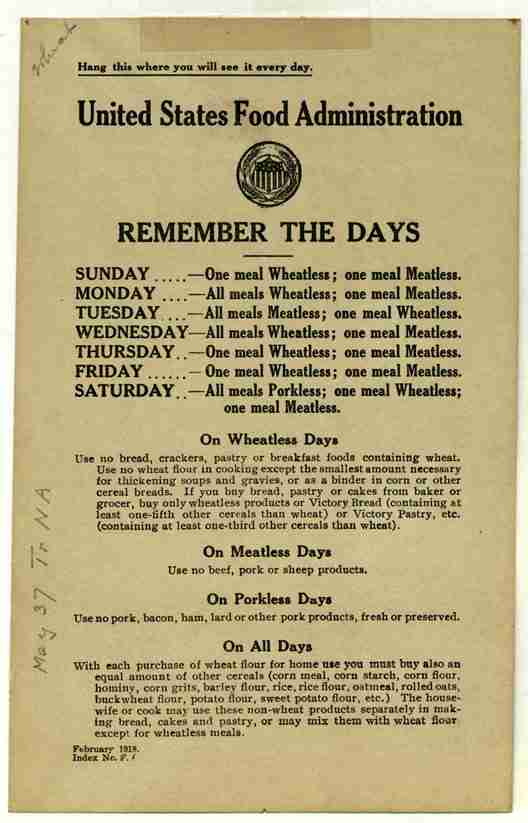 wheat
Hang this where you will see it every day.
United States Food Administration
REMEMBER THE DAYS
SUNDAY .....—One meal Wheatless; one meal Meatless.
MONDAY ....—All meals Wheatless; one meal Meatless.
TUESDAY....—All meals Meatless; one meal Wheatless.
WEDNESDAY—All meals Wheatless; one meal Meatless.
THURSDAY..—One meal Wheatless; one meal Meatless.
FRIDAY ......—One meal Wheatless; one meal Meatless.
SATURDAY..—All meals Porkless; one meal Wheatless;
one meal Meatless.
On Wheatless Days
Use no bread, crackers, pastry or breakfast foods containing wheat.
Use no wheat flour in cooking except the smallest amount necessary
for thickening soups and gravies, or as a binder in corn or other
cereal breads. If you buy bread, pastry or cakes from baker or
grocer, buy only wheatless products or Victory Bread (containing at
least one-fifth other cereals than wheat) or Victory Pastry, etc.
(containing at least one-third other cereals than wheat).
On Meatless Days
Use no beef, pork or sheep products.
On Porkless Days
Use no pork, bacon, ham, lard or other pork products, fresh or preserved.
On All Days
With each purchase of wheat flour for home use you must buy also an
equal amount of other cereals (corn meal, corn starch, corn flour,
hominy, corn grits, barley flour, rice, rice flour, oatmeal, rolled oats,
buckwheat flour, potato flour, sweet potato flour, etc.) The house-
wife or cook may use these non-wheat products separately in mak-
ing bread, cakes and pastry, or may mix them with wheat flour
except for wheatless meals.
February 1918.
Index No.
May 37 Tr NA